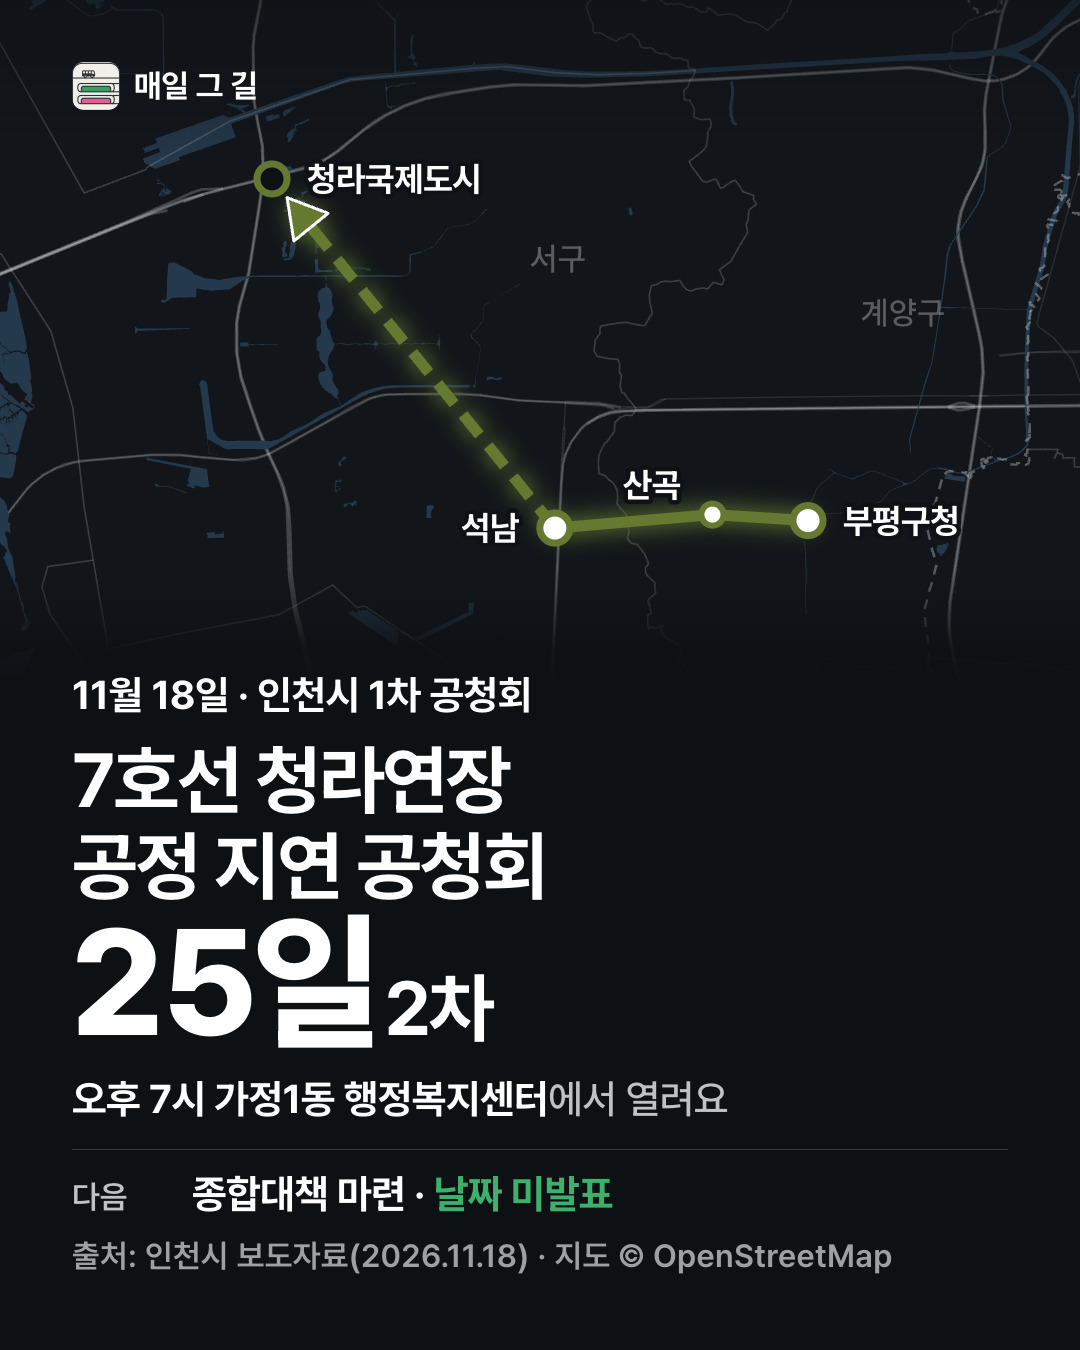 매일 그 길
청라국제도시
서구
계양구
산곡
석남
부평구청
11월 18일 · 인천시 1차 공청회
7호선 청라연장
공정 지연 공청회
25일 2차
오후 7시 가정1동 행정복지센터에서 열려요
다음 종합대책 마련 · 날짜 미발표
출처: 인천시 보도자료(2026.11.18) · 지도 © OpenStreetMap